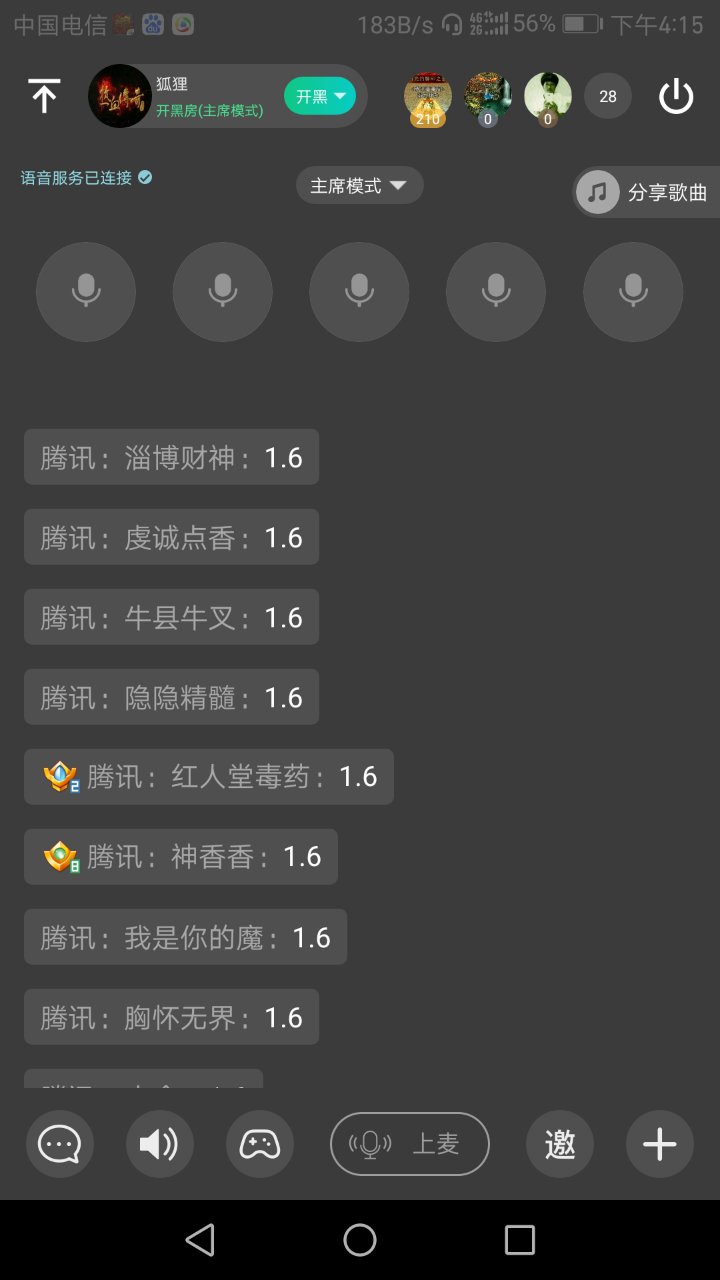 中国电信 183B/s 4G 2G 56% 下午4:15
狐狸
开黑房(主席模式)
开黑
210 0 0 28
语音服务已连接
主席模式
分享歌曲
腾讯：淄博财神：1.6
腾讯：虔诚点香：1.6
腾讯：牛县牛叉：1.6
腾讯：隐隐精髓：1.6
2 腾讯：红人堂毒药：1.6
8 腾讯：神香香：1.6
腾讯：我是你的魔：1.6
腾讯：胸怀无界：1.6
上麦 邀